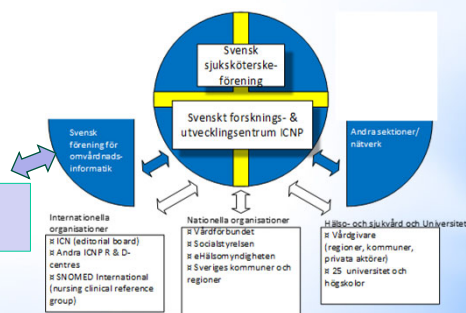 Svensk
sjuksköterske-
förening
Svenskt forsknings- &
utvecklingsentrum ICNP
Svensk
förening för
omvårdnads-
informatik
Andra sektioner/
nätverk
Internationella
organisationer
¤ ICN (editorial board)
¤ Andra ICNP R & D-
centres
¤ SNOMED International
(nursing clinical reference
group)
Nationella organisationer
¤ Vårdförbundet
¤ Socialstyrelsen
¤ eHälsomyndigheten
¤ Sveriges kommuner och
regioner
Hälso- och sjukvård och Universitet
¤ Vårdgivare
(regioner, kommuner,
privata aktörer)
¤ 25 universitet och
högskolor